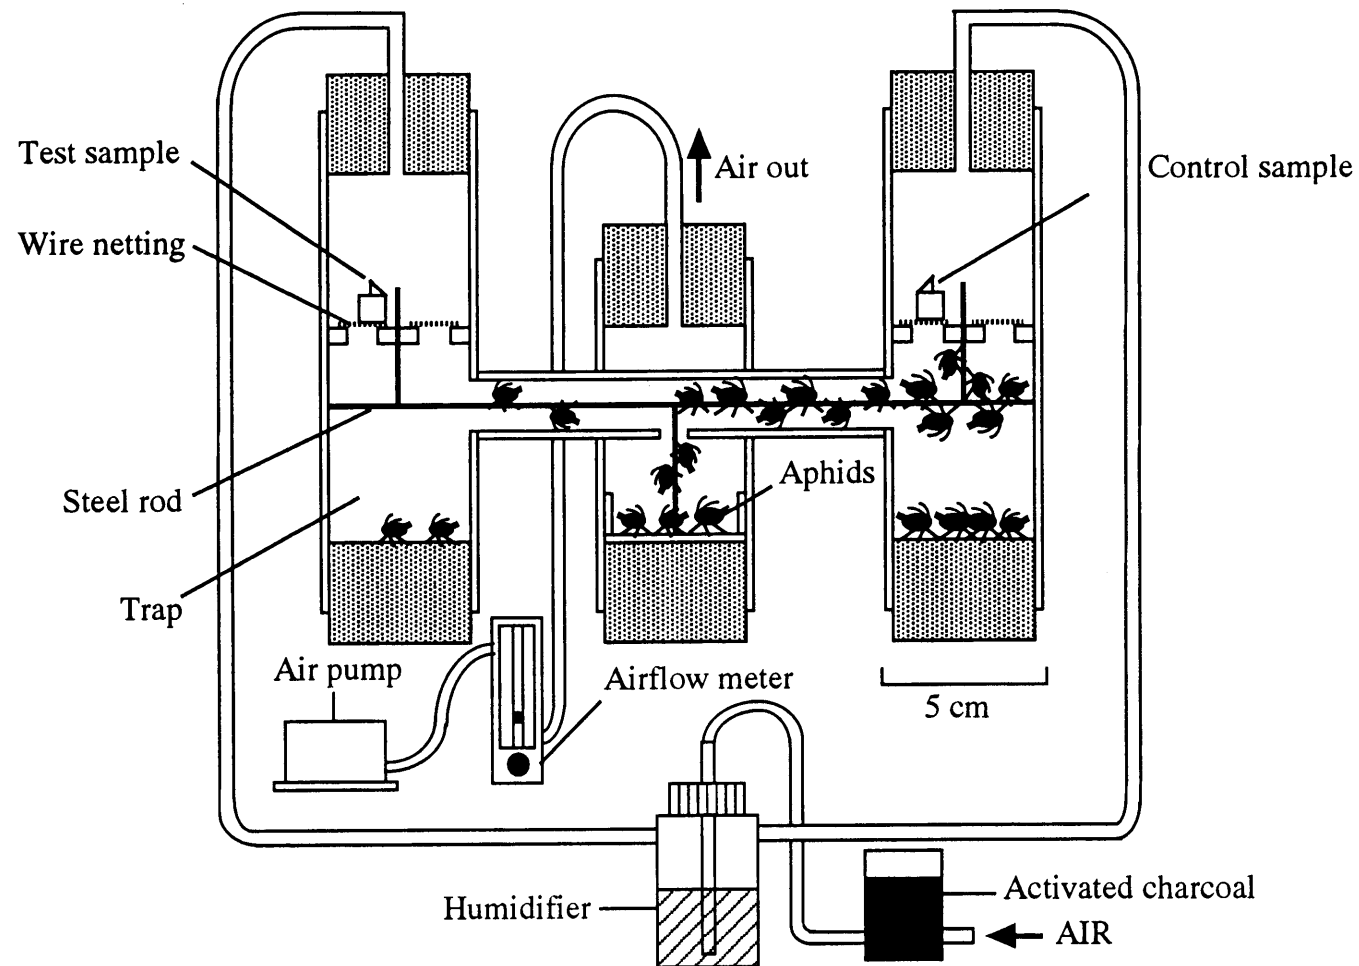 Test sample
Air out
Control sample
Wire netting
Aphids
Steel rod
Trap
Air pump
Airflow meter
5 cm
Humidifier
Activated charcoal
AIR